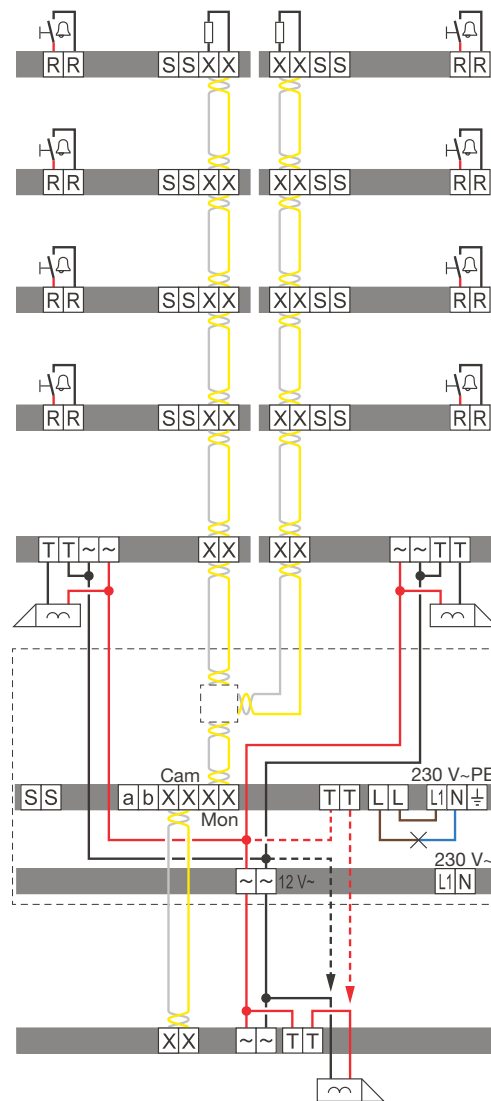 R R S S X X X X S S R R
R R S S X X X X S S R R
R R S S X X X X S S R R
R R S S X X X X S S R R
T T ~ ~ X X X X ~ ~ T T
Cam
230 V~PE
S S a b X X X X T T L L L1 N
Mon
230 V~
~ ~ 12 V~ L1 N
X X ~ ~ T T